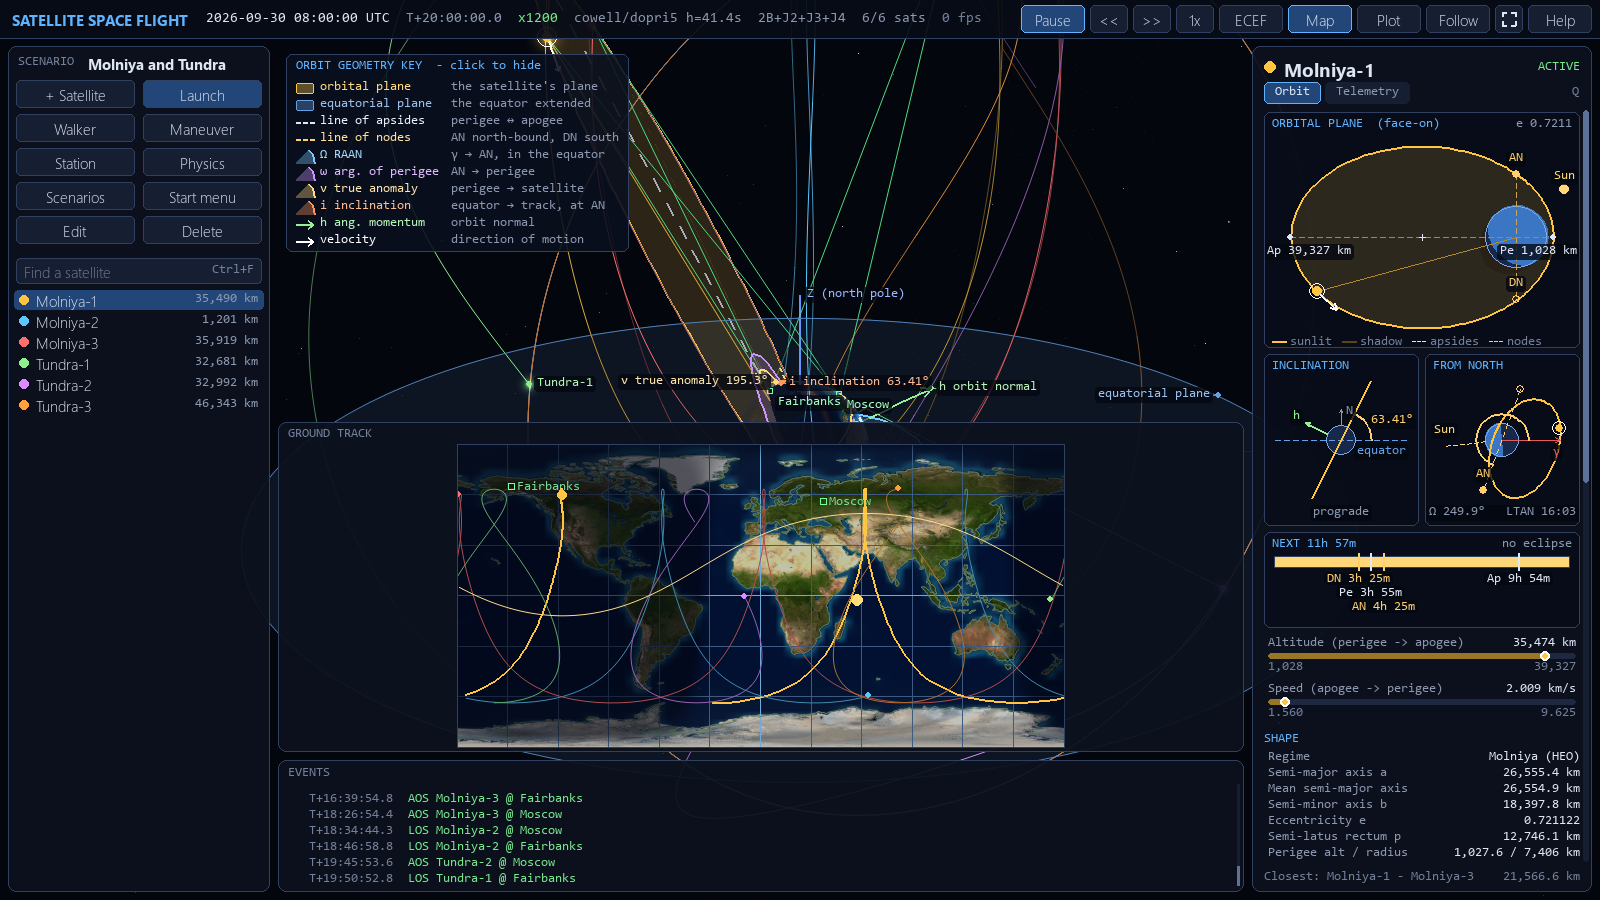 SATELLITE SPACE FLIGHT 2026-09-30 08:00:00 UTC T+20:00:00.0 x1200 cowell/dopri5 h=41.4s 2B+J2+J3+J4 6/6 sats 0 fps Pause << >> 1x ECEF Map Plot Follow Help
SCENARIO Molniya and Tundra
+ Satellite Launch
Walker Maneuver
Station Physics
Scenarios Start menu
Edit Delete
Find a satellite Ctrl+F
Molniya-1 35,490 km
Molniya-2 1,201 km
Molniya-3 35,919 km
Tundra-1 32,681 km
Tundra-2 32,992 km
Tundra-3 46,343 km
ORBIT GEOMETRY KEY - click to hide
orbital plane the satellite's plane
equatorial plane the equator extended
line of apsides perigee ↔ apogee
line of nodes AN north-bound, DN south
Ω RAAN γ → AN, in the equator
ω arg. of perigee AN → perigee
ν true anomaly perigee → satellite
i inclination equator → track, at AN
h ang. momentum orbit normal
velocity direction of motion
Z (north pole)
Tundra-1
ν true anomaly 195.3°
i inclination 63.41°
h orbit normal
equatorial plane
Fairbanks
Moscow
GROUND TRACK
Fairbanks
Moscow
EVENTS
T+16:39:54.8 AOS Molniya-3 @ Fairbanks
T+18:26:54.4 AOS Molniya-3 @ Moscow
T+18:34:44.3 LOS Molniya-2 @ Moscow
T+18:46:58.8 LOS Molniya-2 @ Fairbanks
T+19:45:53.6 AOS Tundra-2 @ Moscow
T+19:50:52.8 LOS Tundra-1 @ Fairbanks
Molniya-1 ACTIVE
Orbit Telemetry Q
ORBITAL PLANE (face-on) e 0.7211
AN
Sun
Ap 39,327 km Pe 1,028 km
DN
sunlit shadow apsides nodes
INCLINATION
N
h
63.41°
equator
prograde
FROM NORTH
Sun
γ
AN
Ω 249.9° LTAN 16:03
NEXT 11h 57m no eclipse
DN 3h 25m Ap 9h 54m
Pe 3h 55m
AN 4h 25m
Altitude (perigee -> apogee) 35,474 km
1,028 39,327
Speed (apogee -> perigee) 2.009 km/s
1.560 9.625
SHAPE
Regime Molniya (HEO)
Semi-major axis a 26,555.4 km
Mean semi-major axis 26,554.9 km
Semi-minor axis b 18,397.8 km
Eccentricity e 0.721122
Semi-latus rectum p 12,746.1 km
Perigee alt / radius 1,027.6 / 7,406 km
Closest: Molniya-1 - Molniya-3 21,566.6 km